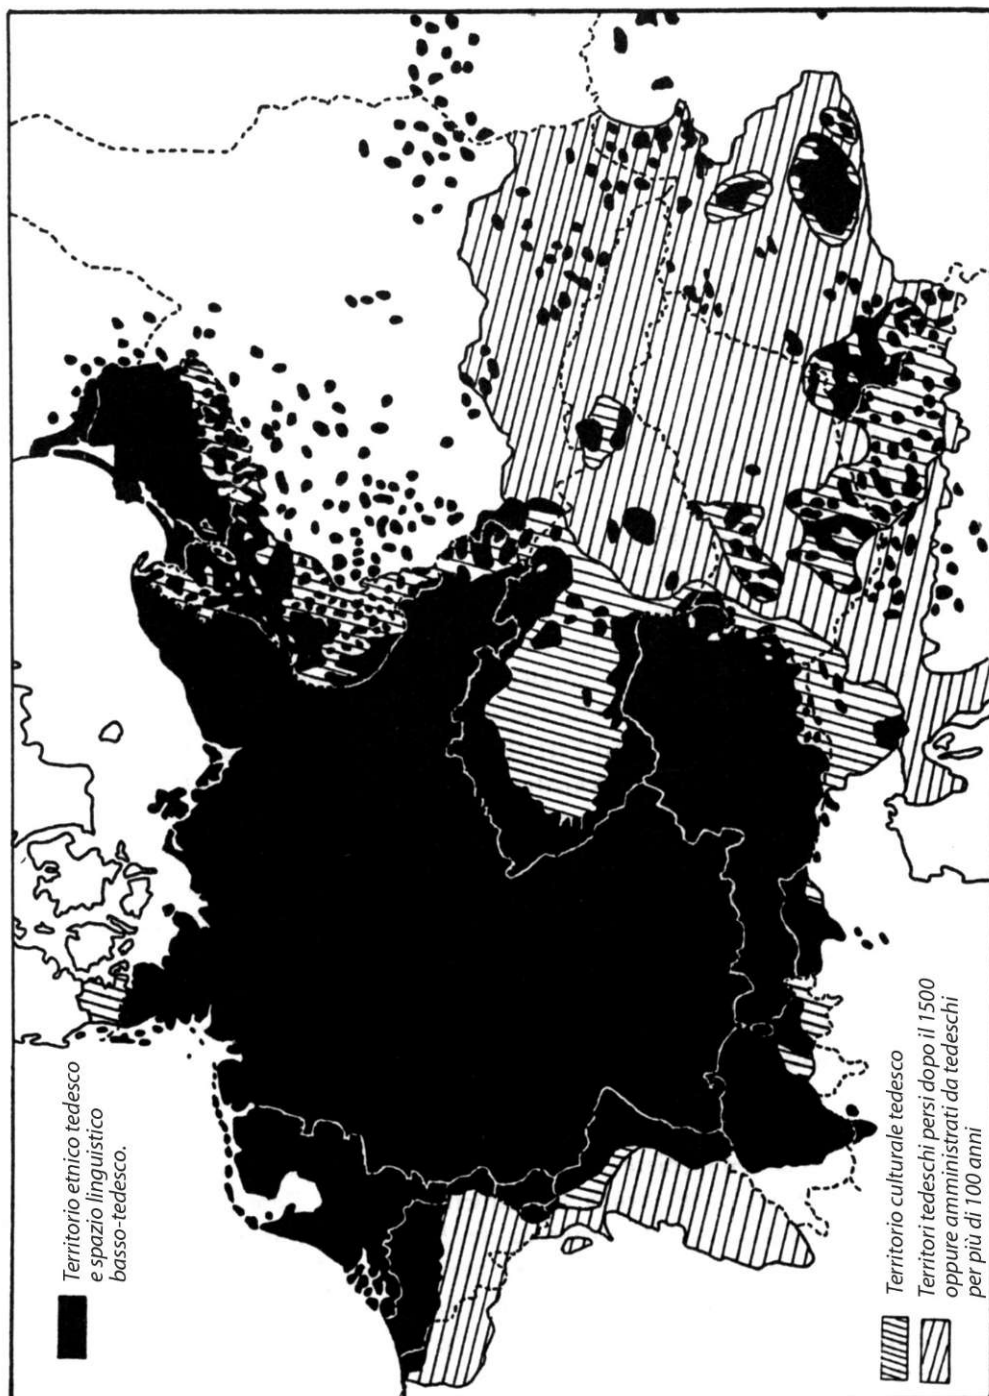 Territorio etnico tedesco
e spazio linguistico
basso-tedesco.
Territorio culturale tedesco
Territori tedeschi persi dopo il 1500
oppure amministrati da tedeschi
per più di 100 anni